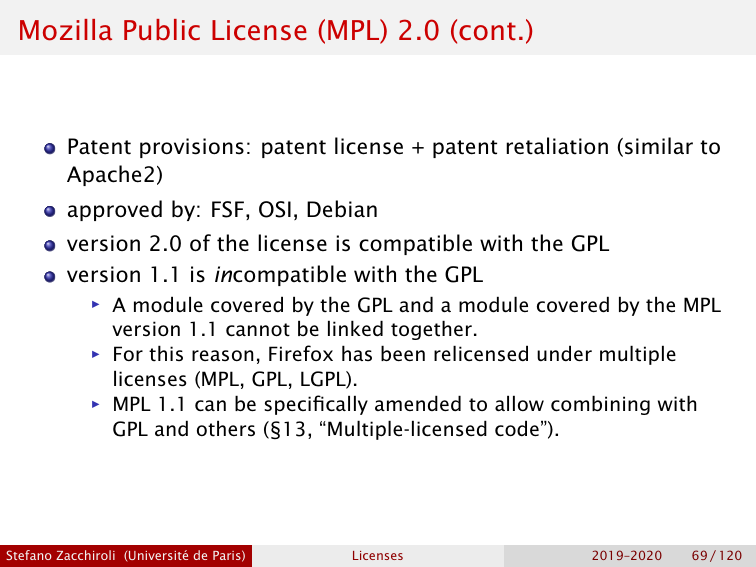 Mozilla Public License (MPL) 2.0 (cont.)
Patent provisions: patent license + patent retaliation (similar to
Apache2)
approved by: FSF, OSI, Debian
version 2.0 of the license is compatible with the GPL
version 1.1 is incompatible with the GPL
A module covered by the GPL and a module covered by the MPL
version 1.1 cannot be linked together.
For this reason, Firefox has been relicensed under multiple
licenses (MPL, GPL, LGPL).
MPL 1.1 can be specifically amended to allow combining with
GPL and others (§13, “Multiple-licensed code”).
Stefano Zacchiroli (Université de Paris) Licenses 2019–2020 69 / 120